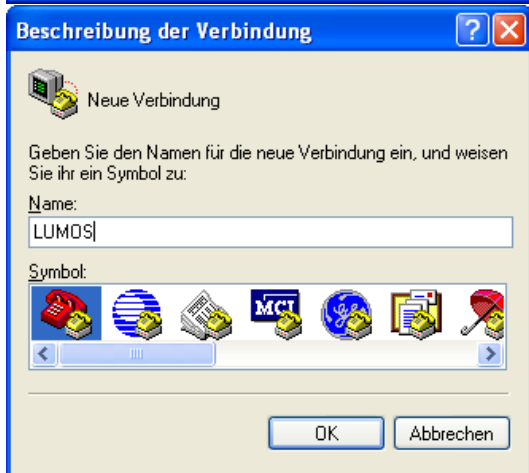 Beschreibung der Verbindung
Neue Verbindung
Geben Sie den Namen für die neue Verbindung ein, und weisen
Sie ihr ein Symbol zu:
Name:
LUMOS
Symbol:
MCI
OK
Abbrechen